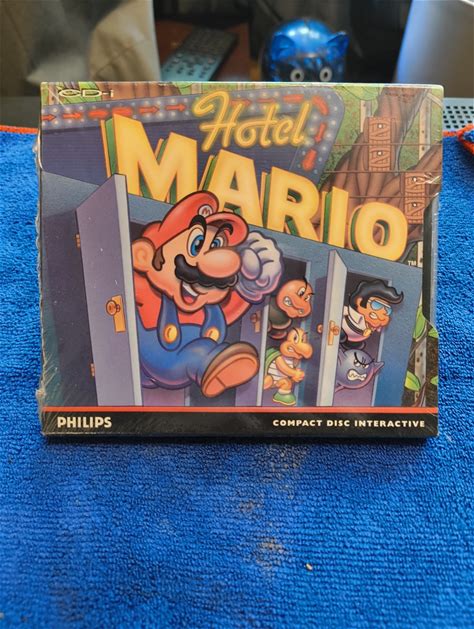 CD-i
Hotel
MARIO
TM
M
PHILIPS
COMPACT DISC INTERACTIVE